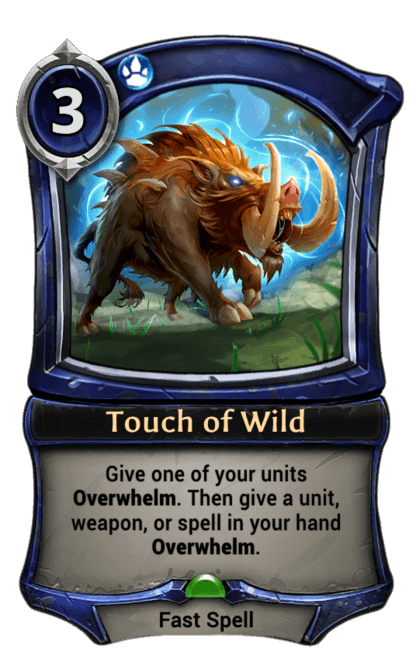 3
Touch of Wild
Give one of your units
Overwhelm. Then give a unit,
weapon, or spell in your hand
Overwhelm.
Fast Spell